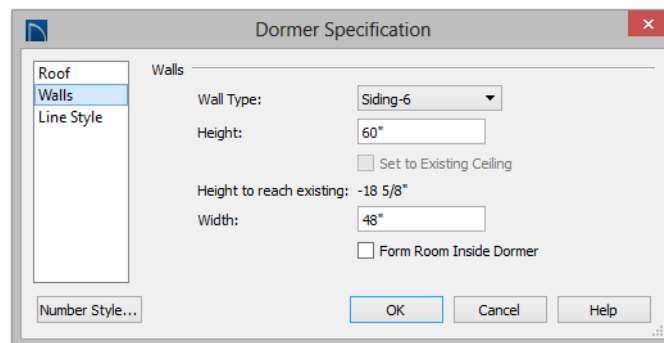 Dormer Specification
Roof
Walls
Line Style
Walls
Wall Type: Siding-6
Height: 60"
Set to Existing Ceiling
Height to reach existing: -18 5/8"
Width: 48"
Form Room Inside Dormer
Number Style... OK Cancel Help